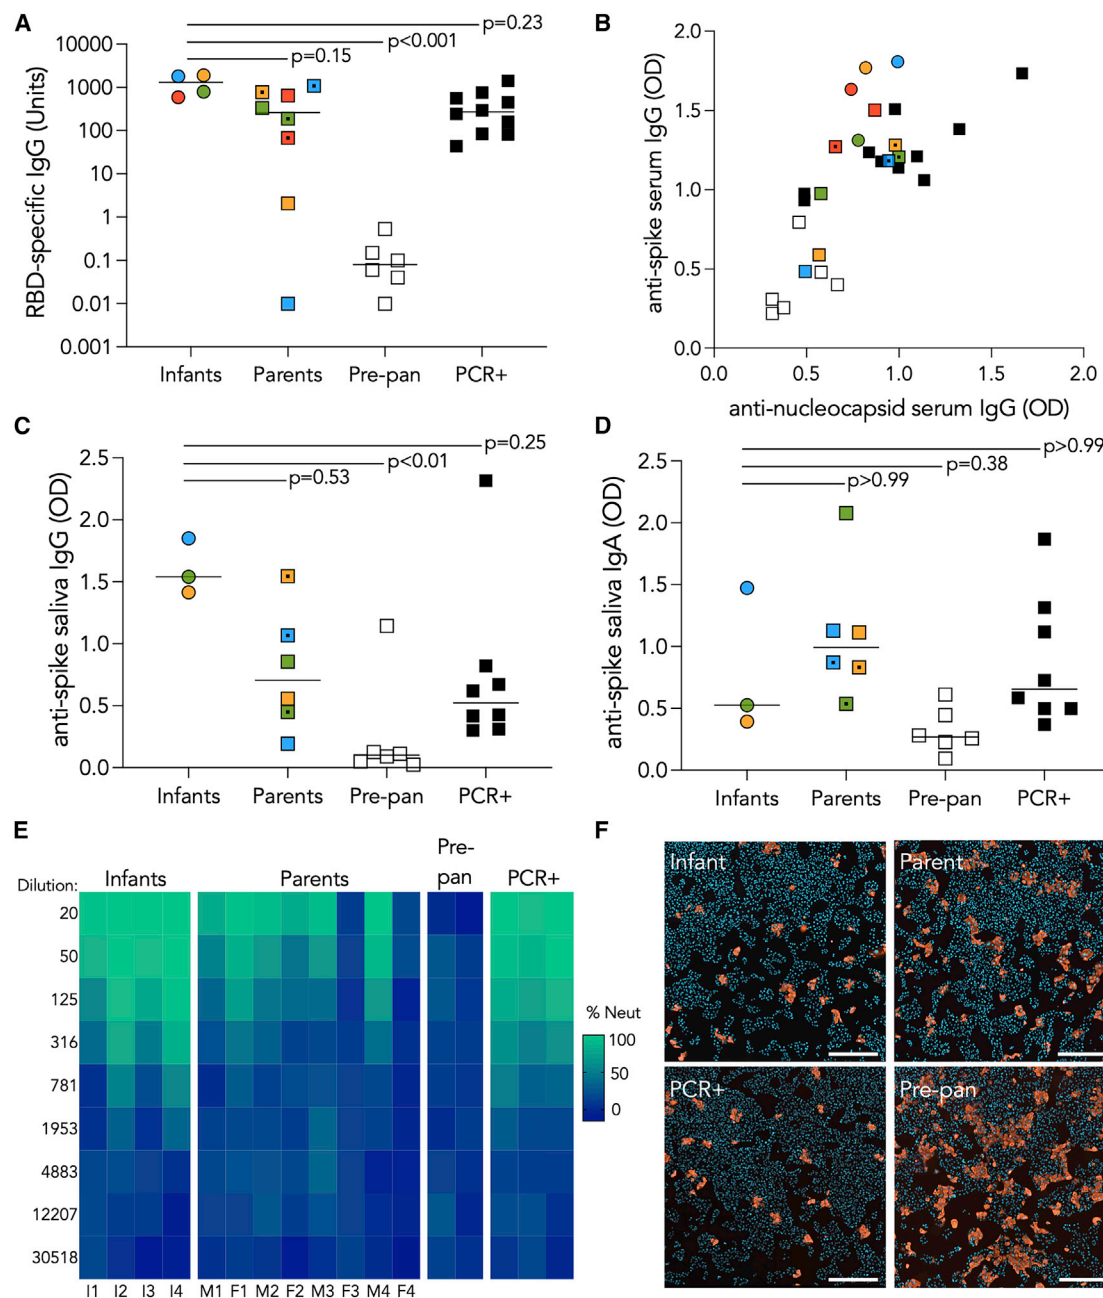 A
p=0.23
p<0.001
p=0.15
RBD-specific IgG (Units)
10000
1000
100
10
1
0.1
0.01
0.001
Infants Parents Pre-pan PCR+
B
anti-spike serum IgG (OD)
2.0
1.5
1.0
0.5
0.0
0.0 0.5 1.0 1.5 2.0
anti-nucleocapsid serum IgG (OD)
C
p=0.25
p<0.01
p=0.53
anti-spike saliva IgG (OD)
2.5
2.0
1.5
1.0
0.5
0.0
Infants Parents Pre-pan PCR+
D
p>0.99
p=0.38
p>0.99
anti-spike saliva IgA (OD)
2.5
2.0
1.5
1.0
0.5
0.0
Infants Parents Pre-pan PCR+
E
Dilution:
Infants Parents Pre-
pan PCR+
20
50
125
316
781
1953
4883
12207
30518
I1 I2 I3 I4 M1 F1 M2 F2 M3 F3 M4 F4
% Neut
100
50
0
F
Infant Parent
PCR+ Pre-pan